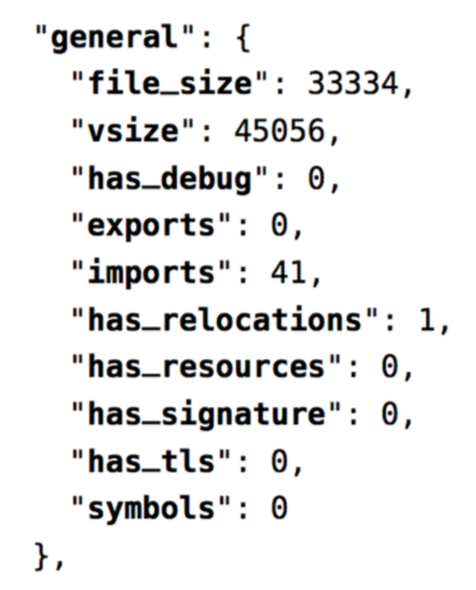 "general": {
"file_size": 33334,
"vsize": 45056,
"has_debug": 0,
"exports": 0,
"imports": 41,
"has_relocations": 1,
"has_resources": 0,
"has_signature": 0,
"has_tls": 0,
"symbols": 0
},